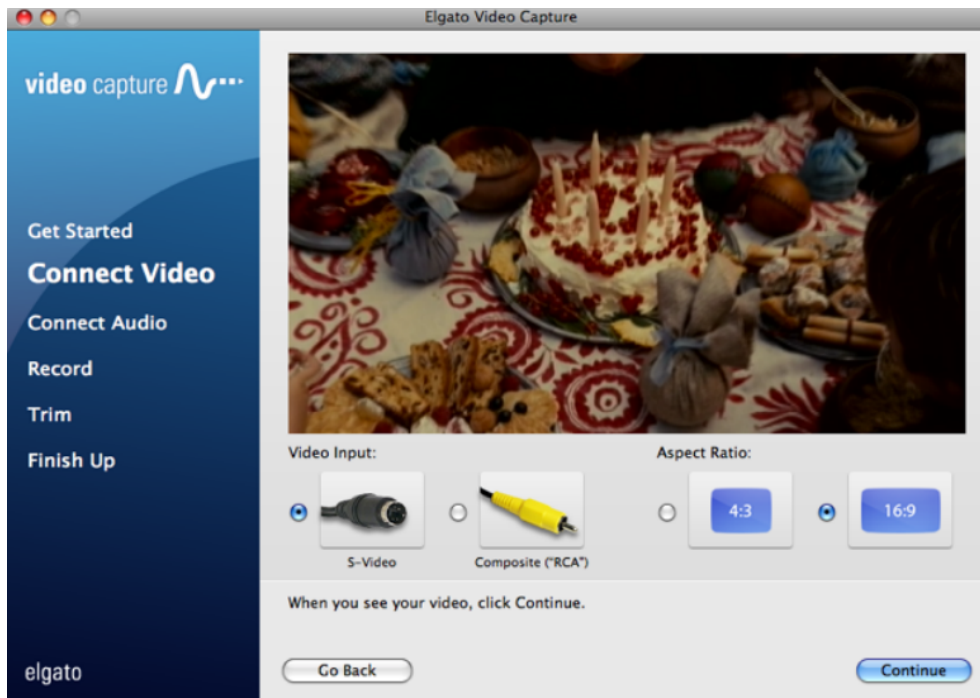 Elgato Video Capture
video capture
Get Started
Connect Video
Connect Audio
Record
Trim
Finish Up
elgato
Video Input:
S-Video
Composite ("RCA")
Aspect Ratio:
4:3
16:9
When you see your video, click Continue.
Go Back
Continue